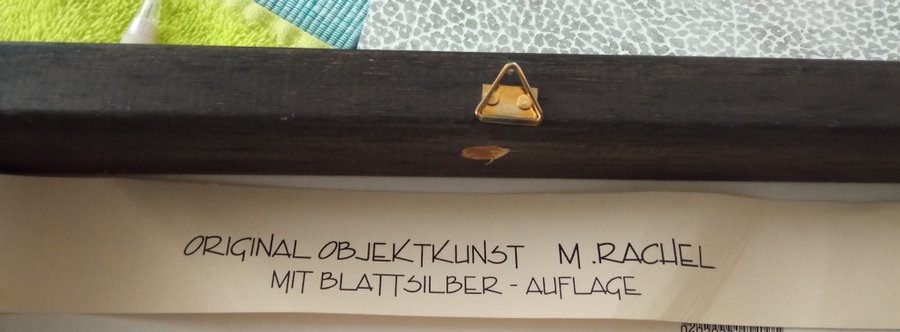 ORIGINAL OBJEKTKUNST M .RACHEL
MIT BLATTSILBER - AUFLAGE